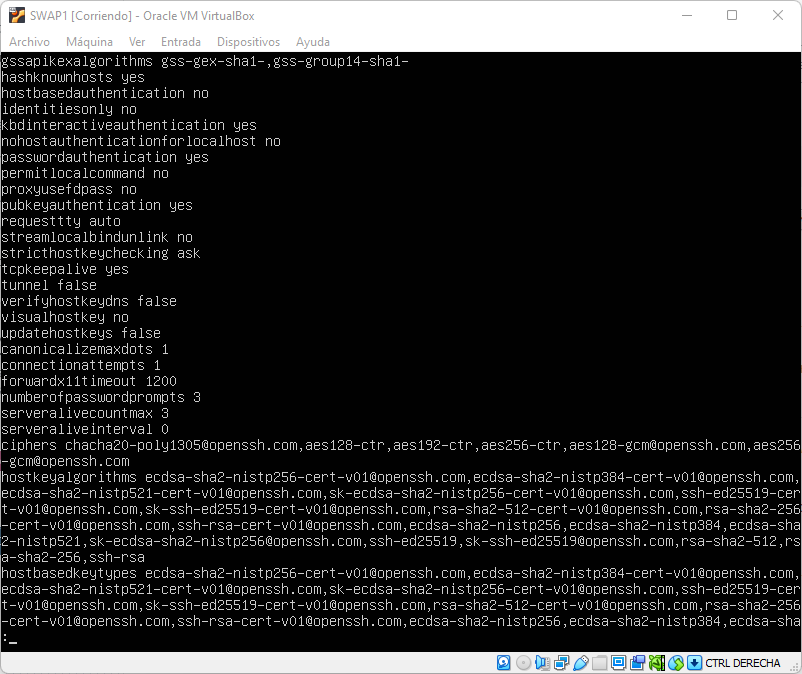 SWAP1 [Corriendo] - Oracle VM VirtualBox
Archivo Máquina Ver Entrada Dispositivos Ayuda
gssapikexalgorithms gss-gex-sha1-,gss-group14-sha1-
hashknownhosts yes
hostbasedauthentication no
identitiesonly no
kbdinteractiveauthentication yes
nohostauthenticationforlocalhost no
passwordauthentication yes
permitlocalcommand no
proxyusefdpass no
pubkeyauthentication yes
requesttty auto
streamlocalbindunlink no
stricthostkeychecking ask
tcpkeepalive yes
tunnel false
verifyhostkeydns false
visualhostkey no
updatehostkeys false
canonicalizemaxdots 1
connectionattempts 1
forwardx11timeout 1200
numberofpasswordprompts 3
serveralivecountmax 3
serveraliveinterval 0
ciphers chacha20-poly1305@openssh.com,aes128-ctr,aes192-ctr,aes256-ctr,aes128-gcm@openssh.com,aes256
-gcm@openssh.com
hostkeyalgorithms ecdsa-sha2-nistp256-cert-v01@openssh.com,ecdsa-sha2-nistp384-cert-v01@openssh.com,
ecdsa-sha2-nistp521-cert-v01@openssh.com,sk-ecdsa-sha2-nistp256-cert-v01@openssh.com,ssh-ed25519-cer
t-v01@openssh.com,sk-ssh-ed25519-cert-v01@openssh.com,rsa-sha2-512-cert-v01@openssh.com,rsa-sha2-256
-cert-v01@openssh.com,ssh-rsa-cert-v01@openssh.com,ecdsa-sha2-nistp256,ecdsa-sha2-nistp384,ecdsa-sha
2-nistp521,sk-ecdsa-sha2-nistp256@openssh.com,ssh-ed25519,sk-ssh-ed25519@openssh.com,rsa-sha2-512,rs
a-sha2-256,ssh-rsa
hostbasedkeytypes ecdsa-sha2-nistp256-cert-v01@openssh.com,ecdsa-sha2-nistp384-cert-v01@openssh.com,
ecdsa-sha2-nistp521-cert-v01@openssh.com,sk-ecdsa-sha2-nistp256-cert-v01@openssh.com,ssh-ed25519-cer
t-v01@openssh.com,sk-ssh-ed25519-cert-v01@openssh.com,rsa-sha2-512-cert-v01@openssh.com,rsa-sha2-256
-cert-v01@openssh.com,ssh-rsa-cert-v01@openssh.com,ecdsa-sha2-nistp256,ecdsa-sha2-nistp384,ecdsa-sha
:_
CTRL DERECHA